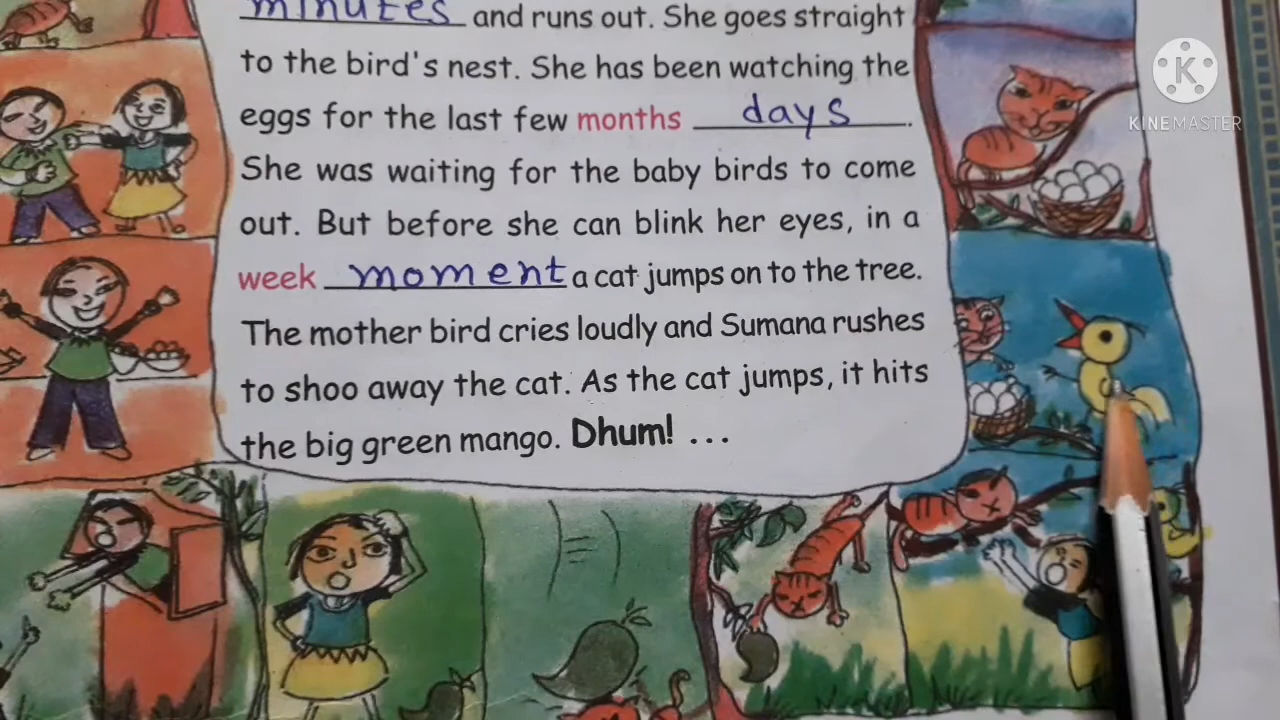 minutes and runs out. She goes straight
to the bird's nest. She has been watching the
eggs for the last few months days.
She was waiting for the baby birds to come
out. But before she can blink her eyes, in a
week moment a cat jumps on to the tree.
The mother bird cries loudly and Sumana rushes
to shoo away the cat. As the cat jumps, it hits
the big green mango. Dhum! ...
K
KINEMASTER